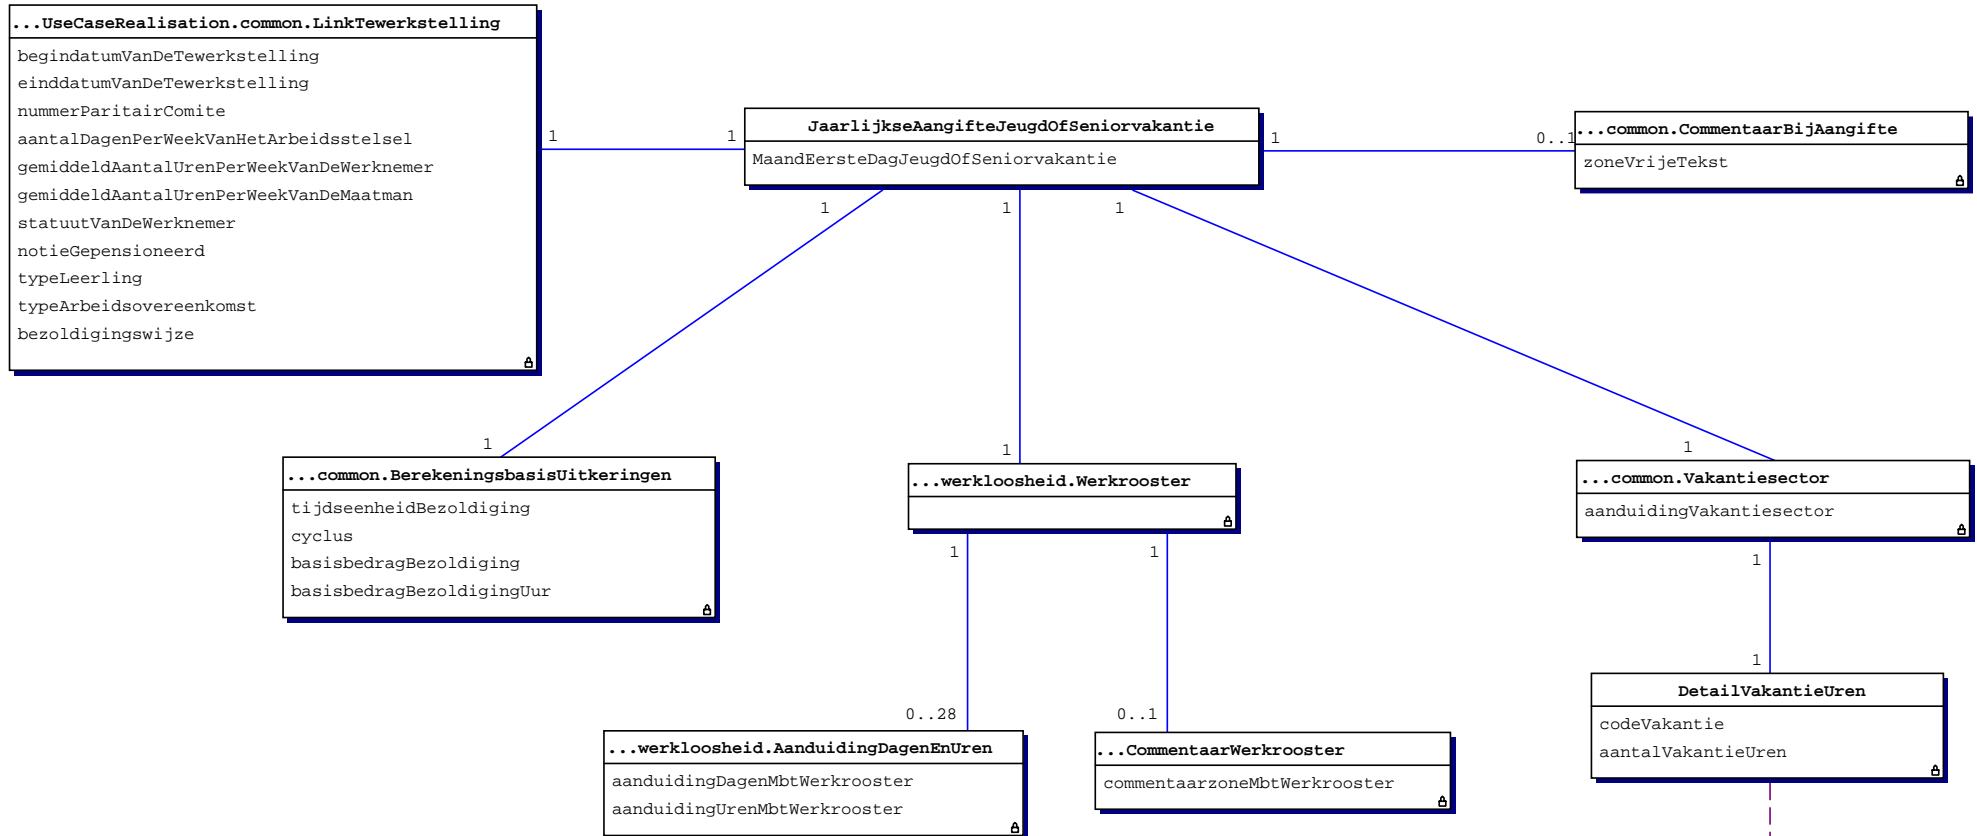 ...UseCaseRealisation.common.LinkTewerkstelling
begindatumVanDeTewerkstelling
einddatumVanDeTewerkstelling
nummerParitairComite
aantalDagenPerWeekVanHetArbeidsstelsel
gemiddeldAantalUrenPerWeekVanDeWerknemer
gemiddeldAantalUrenPerWeekVanDeMaatman
statuutVanDeWerknemer
notieGepensioneerd
typeLeerling
typeArbeidsovereenkomst
bezoldigingswijze
1
1
JaarlijkseAangifteJeugdOfSeniorvakantie
MaandEersteDagJeugdOfSeniorvakantie
1
0..1
...common.CommentaarBijAangifte
zoneVrijeTekst
1
1
1
1
1
1
...common.BerekeningsbasisUitkeringen
tijdseenheidBezoldiging
cyclus
basisbedragBezoldiging
basisbedragBezoldigingUur
...werkloosheid.Werkrooster
...common.Vakantiesector
aanduidingVakantiesector
1
1
1
0..28
0..1
1
...werkloosheid.AanduidingDagenEnUren
aanduidingDagenMbtWerkrooster
aanduidingUrenMbtWerkrooster
...CommentaarWerkrooster
commentaarzoneMbtWerkrooster
DetailVakantieUren
codeVakantie
aantalVakantieUren